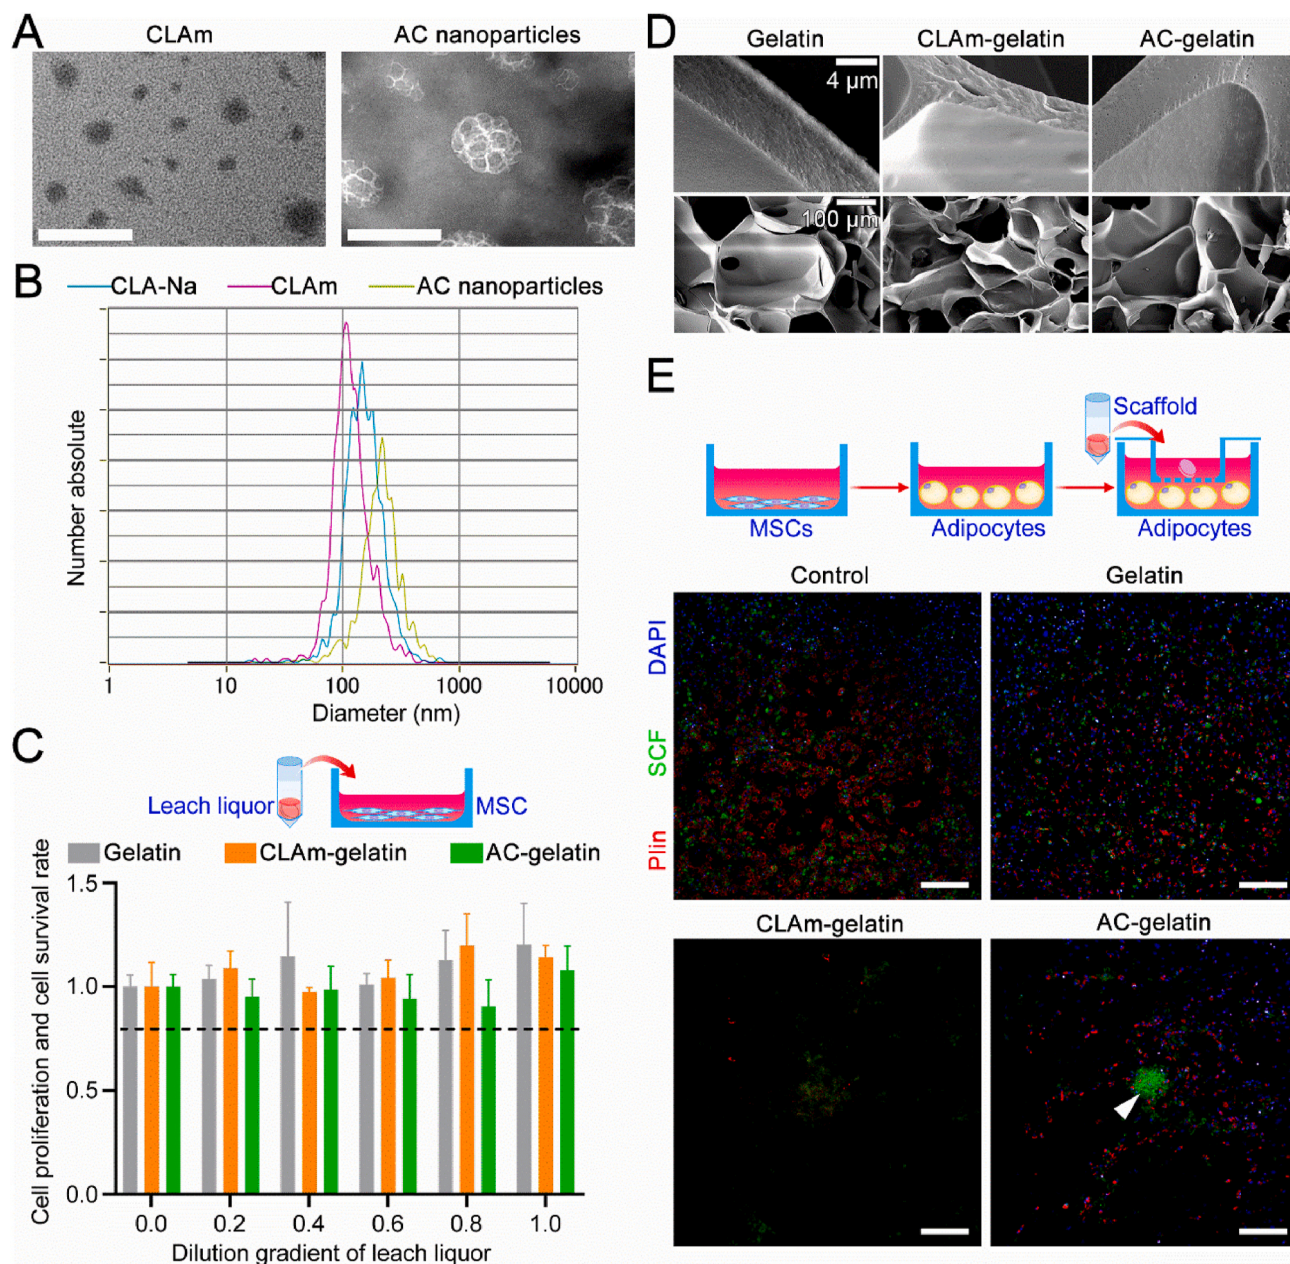 A
CLAm
AC nanoparticles
B
CLA-Na
CLAm
AC nanoparticles
Number absolute
1
10
100
1000
10000
Diameter (nm)
C
Leach liquor
MSC
Gelatin
CLAm-gelatin
AC-gelatin
Cell proliferation and cell survival rate
1.5
1.0
0.5
0.0
0.0
0.2
0.4
0.6
0.8
1.0
Dilution gradient of leach liquor
D
Gelatin
CLAm-gelatin
AC-gelatin
4 µm
100 µm
E
Scaffold
MSCs
Adipocytes
Adipocytes
Control
Gelatin
Plin
SCF
DAPI
CLAm-gelatin
AC-gelatin